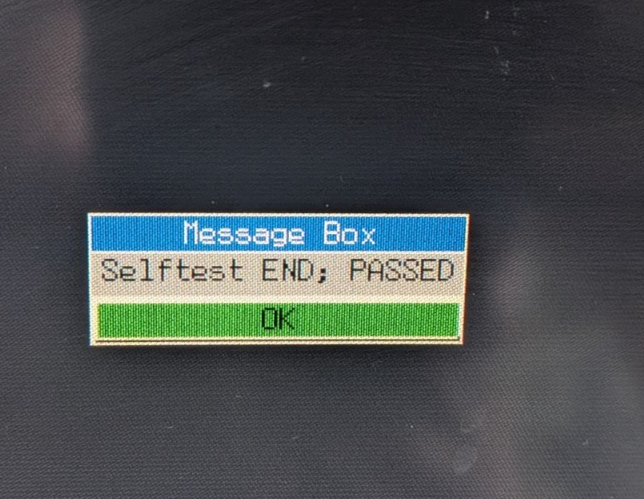 Message Box
Selftest END; PASSED
OK